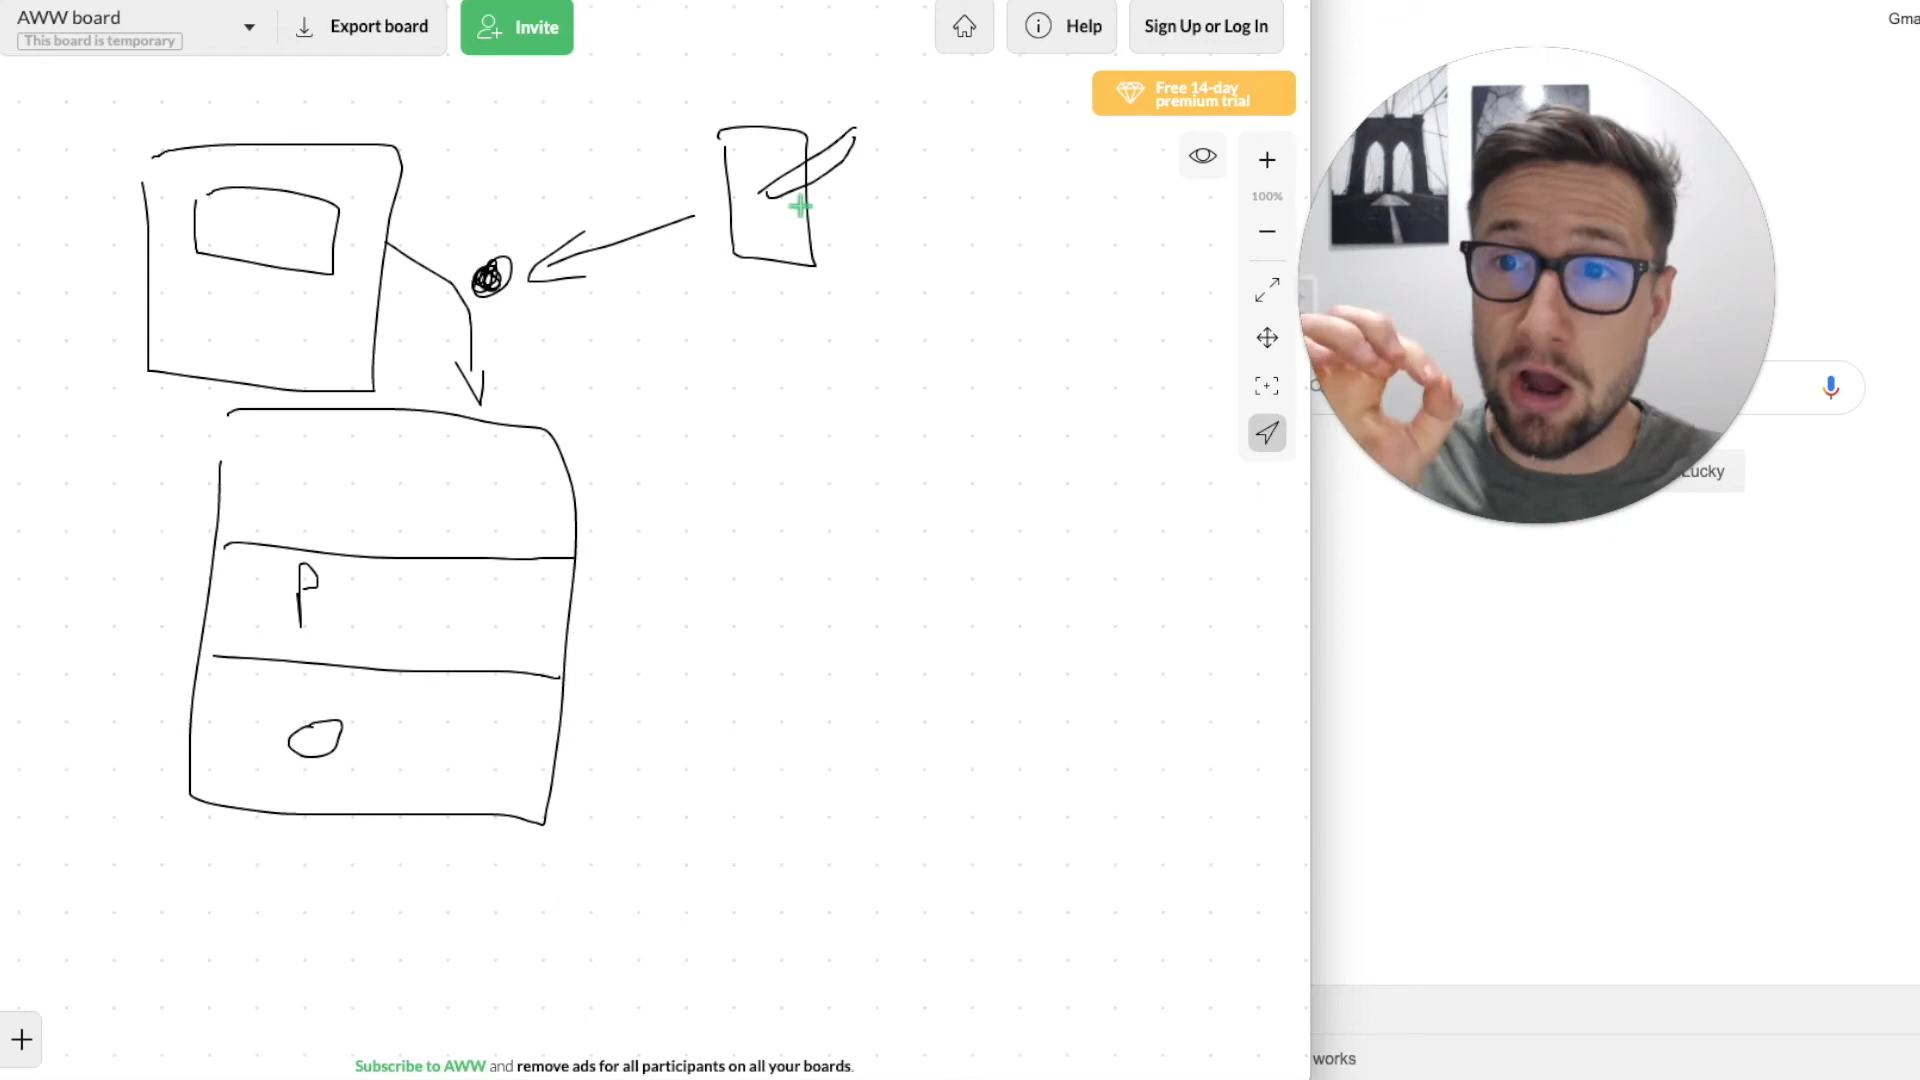 AWW board
This board is temporary
Export board
Invite
Help
Sign Up or Log In
Gma
Free 14-day
premium trial
100%
Lucky
P
O
Subscribe to AWW and remove ads for all participants on all your boards.
works